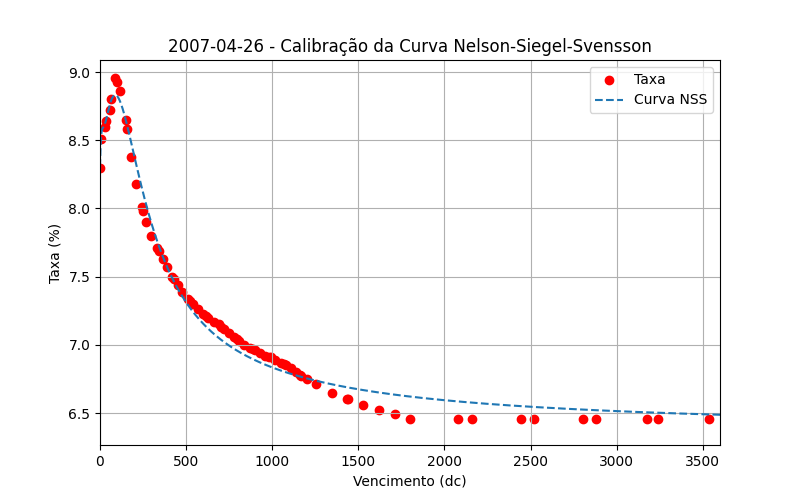 2007-04-26 - Calibração da Curva Nelson-Siegel-Svensson
Taxa
Curva NSS
Taxa (%)
9.0
8.5
8.0
7.5
7.0
6.5
0 500 1000 1500 2000 2500 3000 3500
Vencimento (dc)